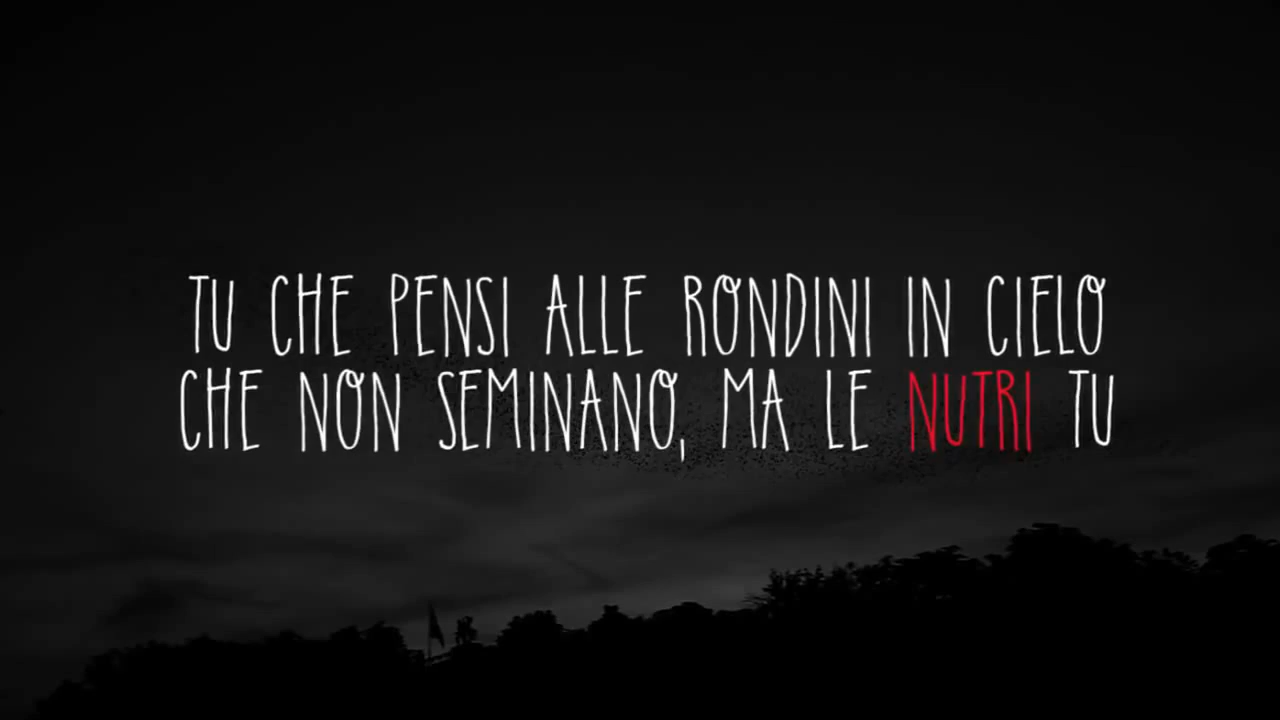 TU CHE PENSI ALLE RONDINI IN CIELO
CHE NON SEMINANO, MA LE NUTRI TU